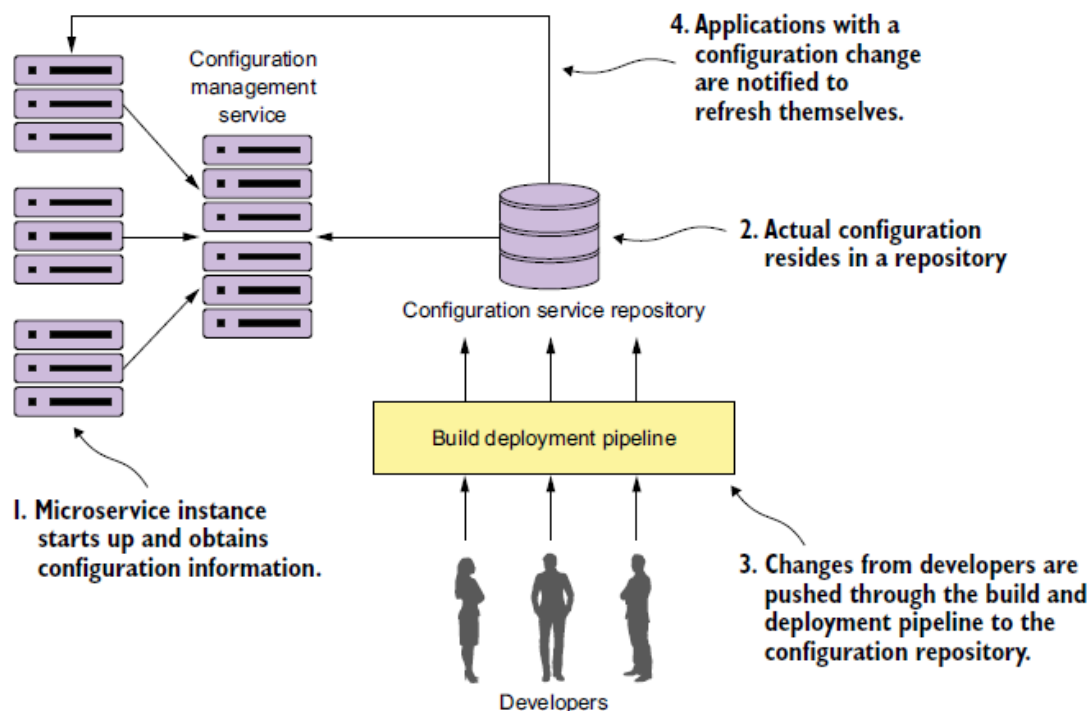 4. Applications with a
configuration change
are notified to
refresh themselves.
Configuration
management
service
2. Actual configuration
resides in a repository
Configuration service repository
Build deployment pipeline
1. Microservice instance
starts up and obtains
configuration information.
3. Changes from developers are
pushed through the build and
deployment pipeline to the
configuration repository.
Developers